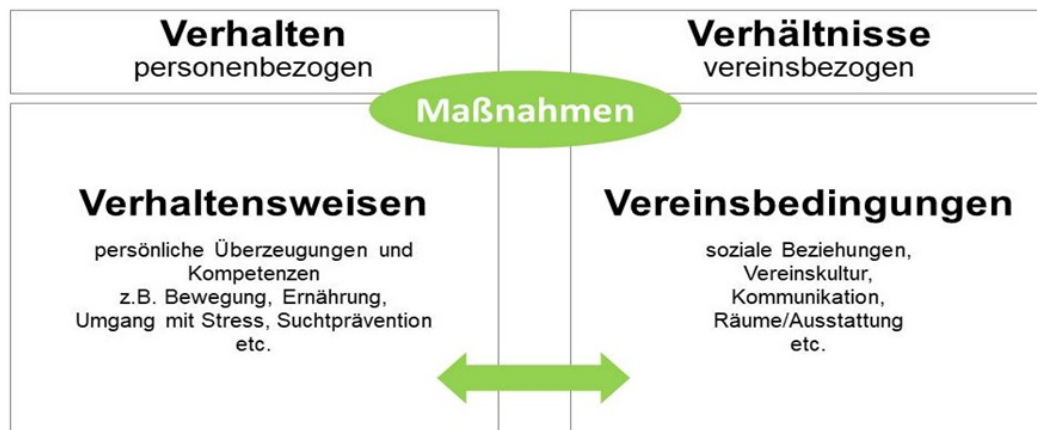 Verhalten
personenbezogen
Verhältnisse
vereinsbezogen
Maßnahmen
Verhaltensweisen
persönliche Überzeugungen und
Kompetenzen
z.B. Bewegung, Ernährung,
Umgang mit Stress, Suchtprävention
etc.
Vereinsbedingungen
soziale Beziehungen,
Vereinskultur,
Kommunikation,
Räume/Ausstattung
etc.